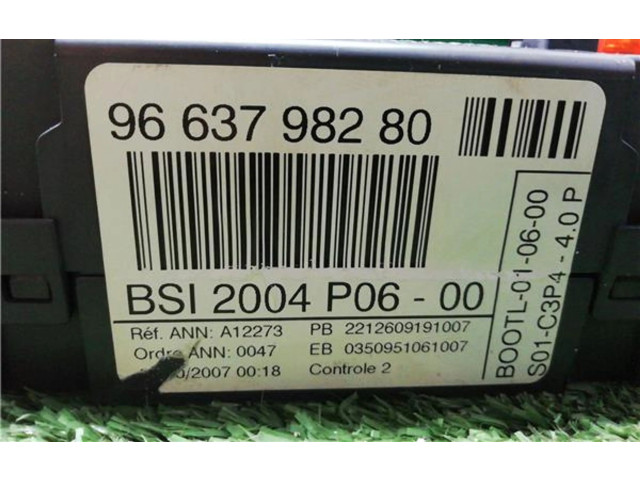 96 637 982 80
BSI 2004 P06 - 00
Réf. ANN: A12273 PB 2212609191007
Ordre ANN: 0047 EB 0350951061007
/2007 00:18 Controle 2
BOOTL-01-06-00
S01-C3P4 - 4.0 P